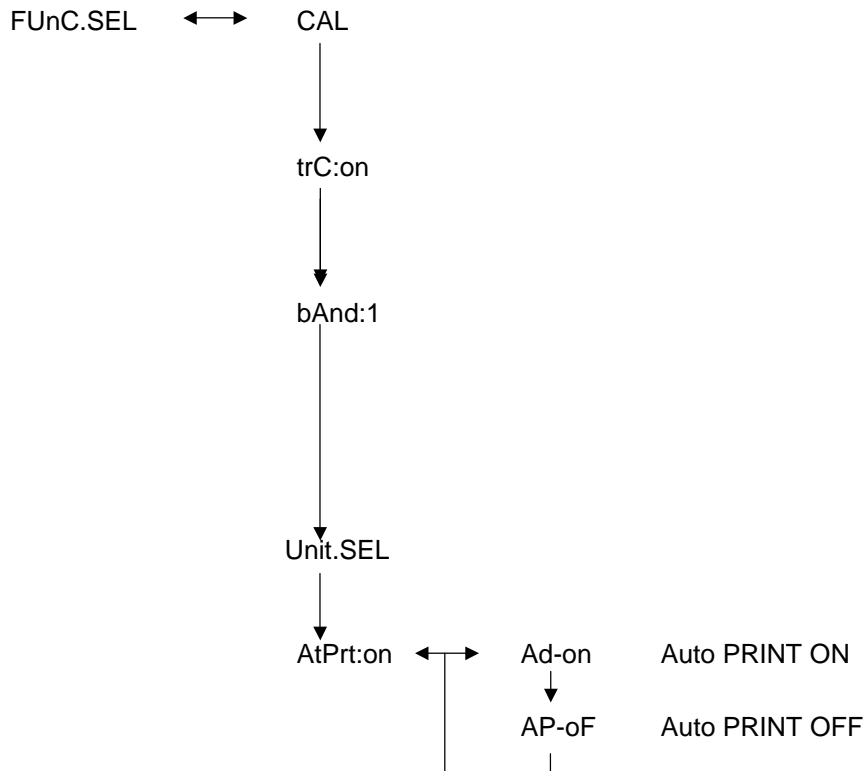 FUnC.SEL CAL
trC:on
bAnd:1
Unit.SEL
AtPrt:on Ad-on Auto PRINT ON
AP-oF Auto PRINT OFF